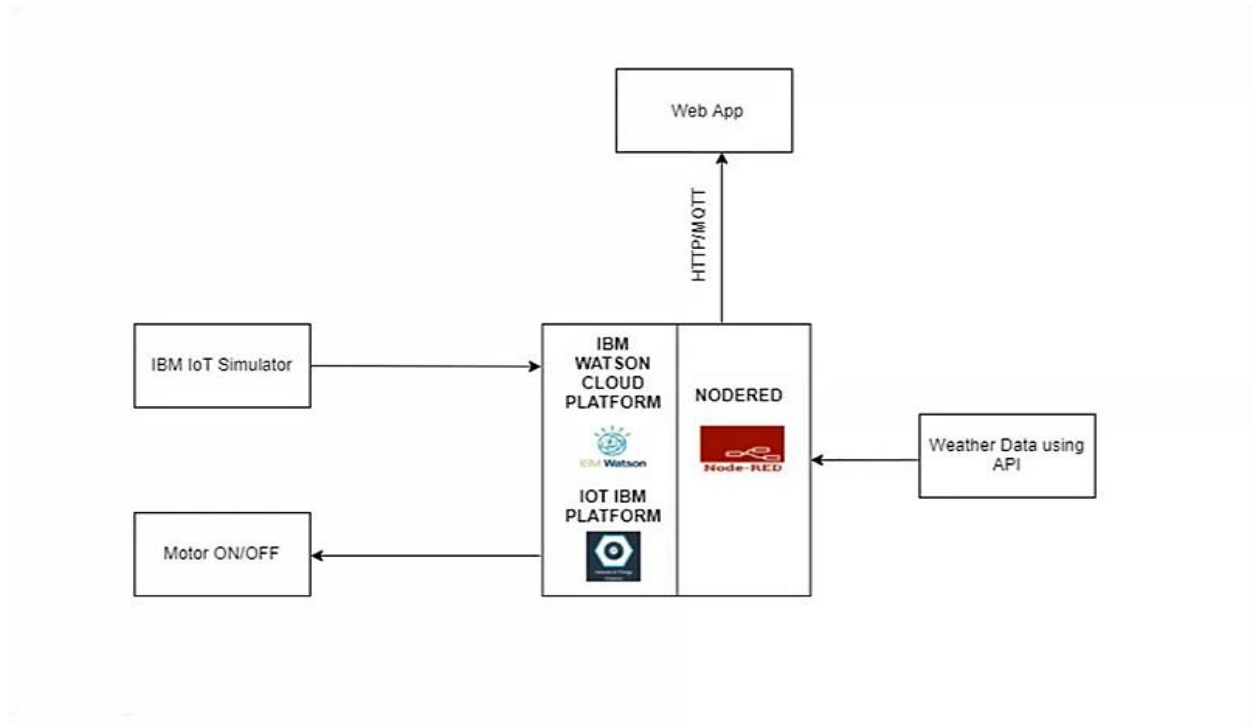 Web App
HTTP/MQTT
IBM IoT Simulator
IBM
WATSON
CLOUD
PLATFORM
IBM Watson
IOT IBM
PLATFORM
NODERED
Node-RED
Weather Data using
API
Motor ON/OFF